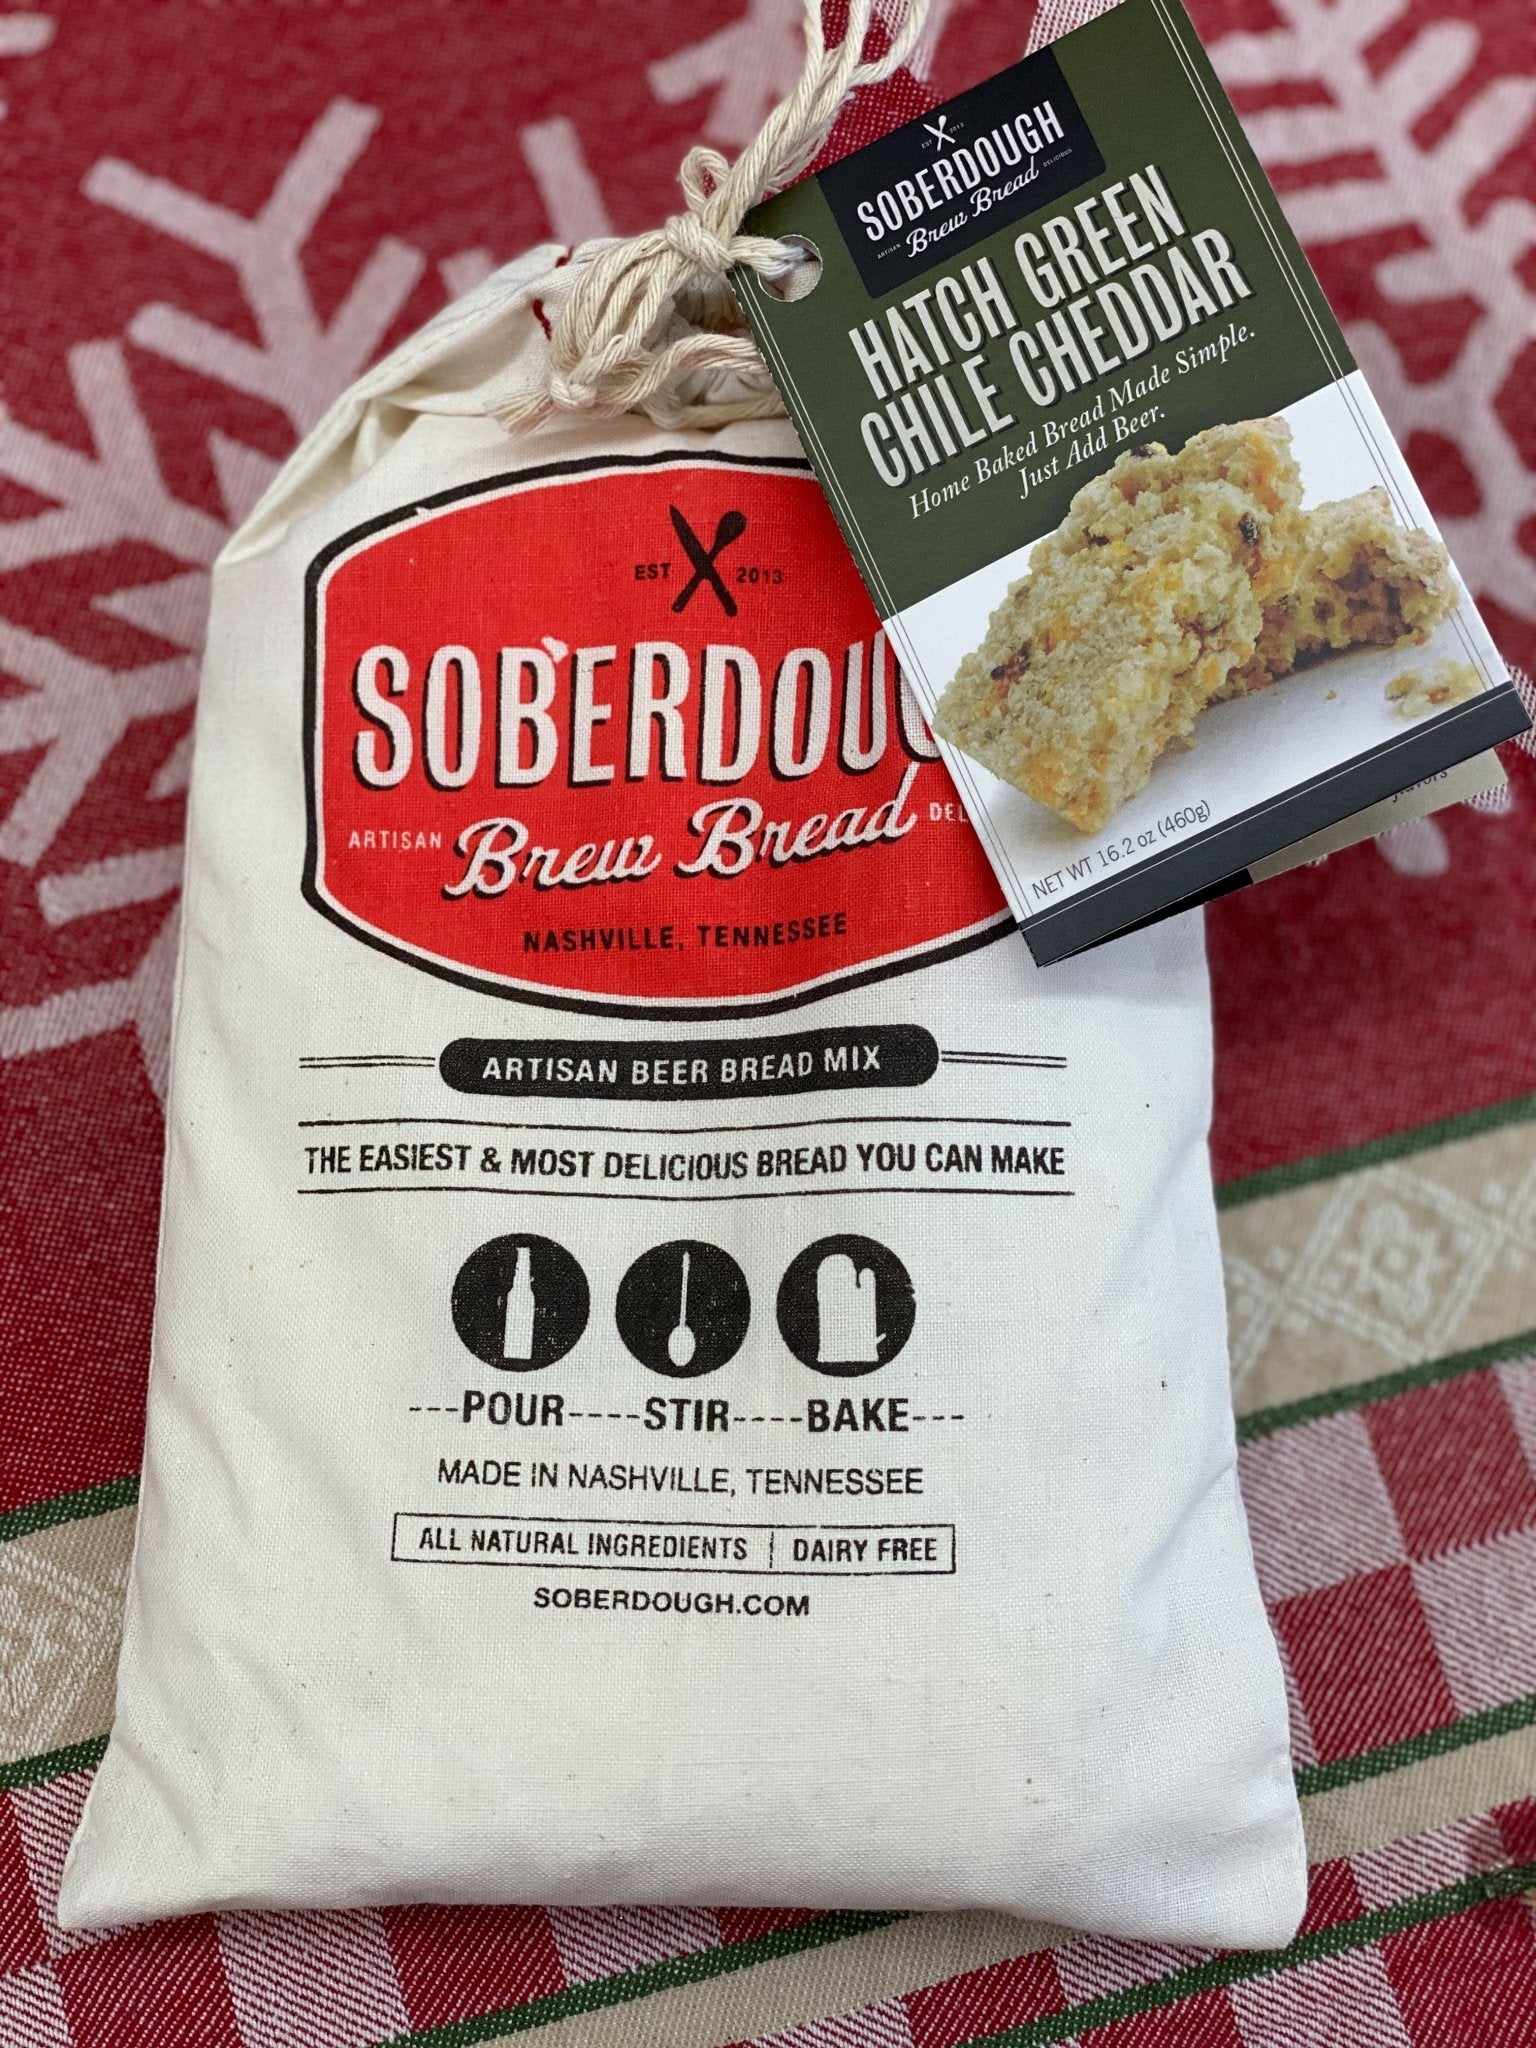 EST 2013
SOBERDOUGH
ARTISAN Brew Bread DELICIOUS
HATCH GREEN
CHILE CHEDDAR
Home Baked Bread Made Simple.
Just Add Beer.
NET WT 16.2 oz (460g)
flavors
EST 2013
SOBERDOU
ARTISAN Brew Bread DEL
NASHVILLE, TENNESSEE
ARTISAN BEER BREAD MIX
THE EASIEST & MOST DELICIOUS BREAD YOU CAN MAKE
---POUR----STIR----BAKE---
MADE IN NASHVILLE, TENNESSEE
ALL NATURAL INGREDIENTS | DAIRY FREE
SOBERDOUGH.COM